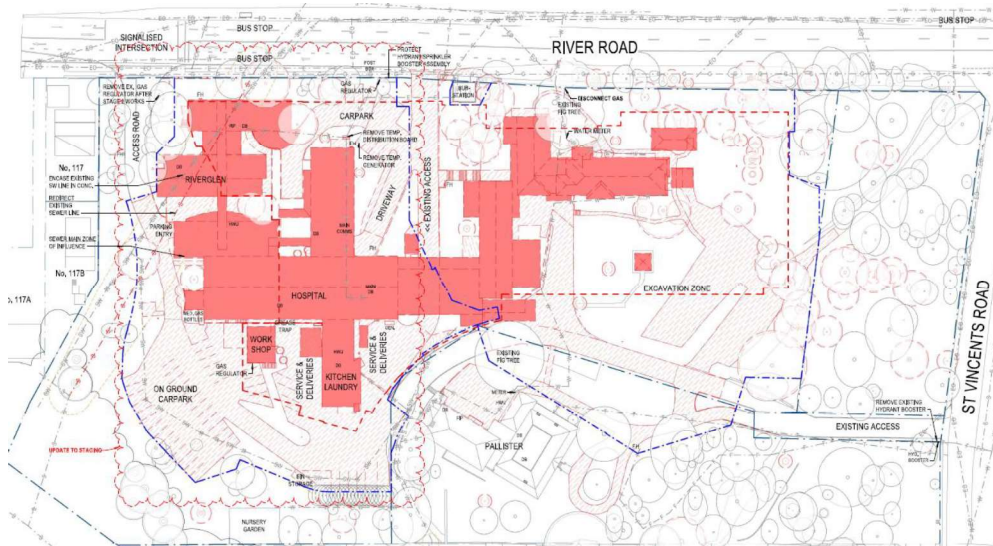 BUS STOP
BUS STOP
SIGNALISED
INTERSECTION
RIVER ROAD
BUS STOP
PROTECT
HYDRANT/SPRINKLER
BOOSTER ASSEMBLY
REMOVE EX. GAS
REGULATOR AFTER
GAS
REGULATOR
SUB-
STATION
DISCONNECT GAS
EXISTING
FIG TREE
FH
CARPARK
ACCESS ROAD
WATER METER
REMOVE TEMP.
DISTRIBUTION BOARD
REMOVE TEMP.
GENERATOR
No. 117
ENCASE EXISTING
SW LINE IN CONC.
RIVERGLEN
<< EXISTING ACCESS
DRIVEWAY
REDIRECT
EXISTING
SEWER LINE
PARKING
ENTRY
SEWER MAIN ZONE
OF INFLUENCE
FH
No, 117B
. 117A
HOSPITAL
EXCAVATION ZONE
ST VINCENTS ROAD
WORK
SHOP
GAS
REGULATOR
SERVICE &
DELIVERIES
KITCHEN
LAUNDRY
SERVICE &
DELIVERIES
EXISTING
FIG TREE
ON GROUND
CARPARK
PALLISTER
REMOVE EXISTING
HYDRANT BOOSTER
EXISTING ACCESS
FH
UPDATE TO STAGING
BIN
STORAGE
NURSERY
GARDEN